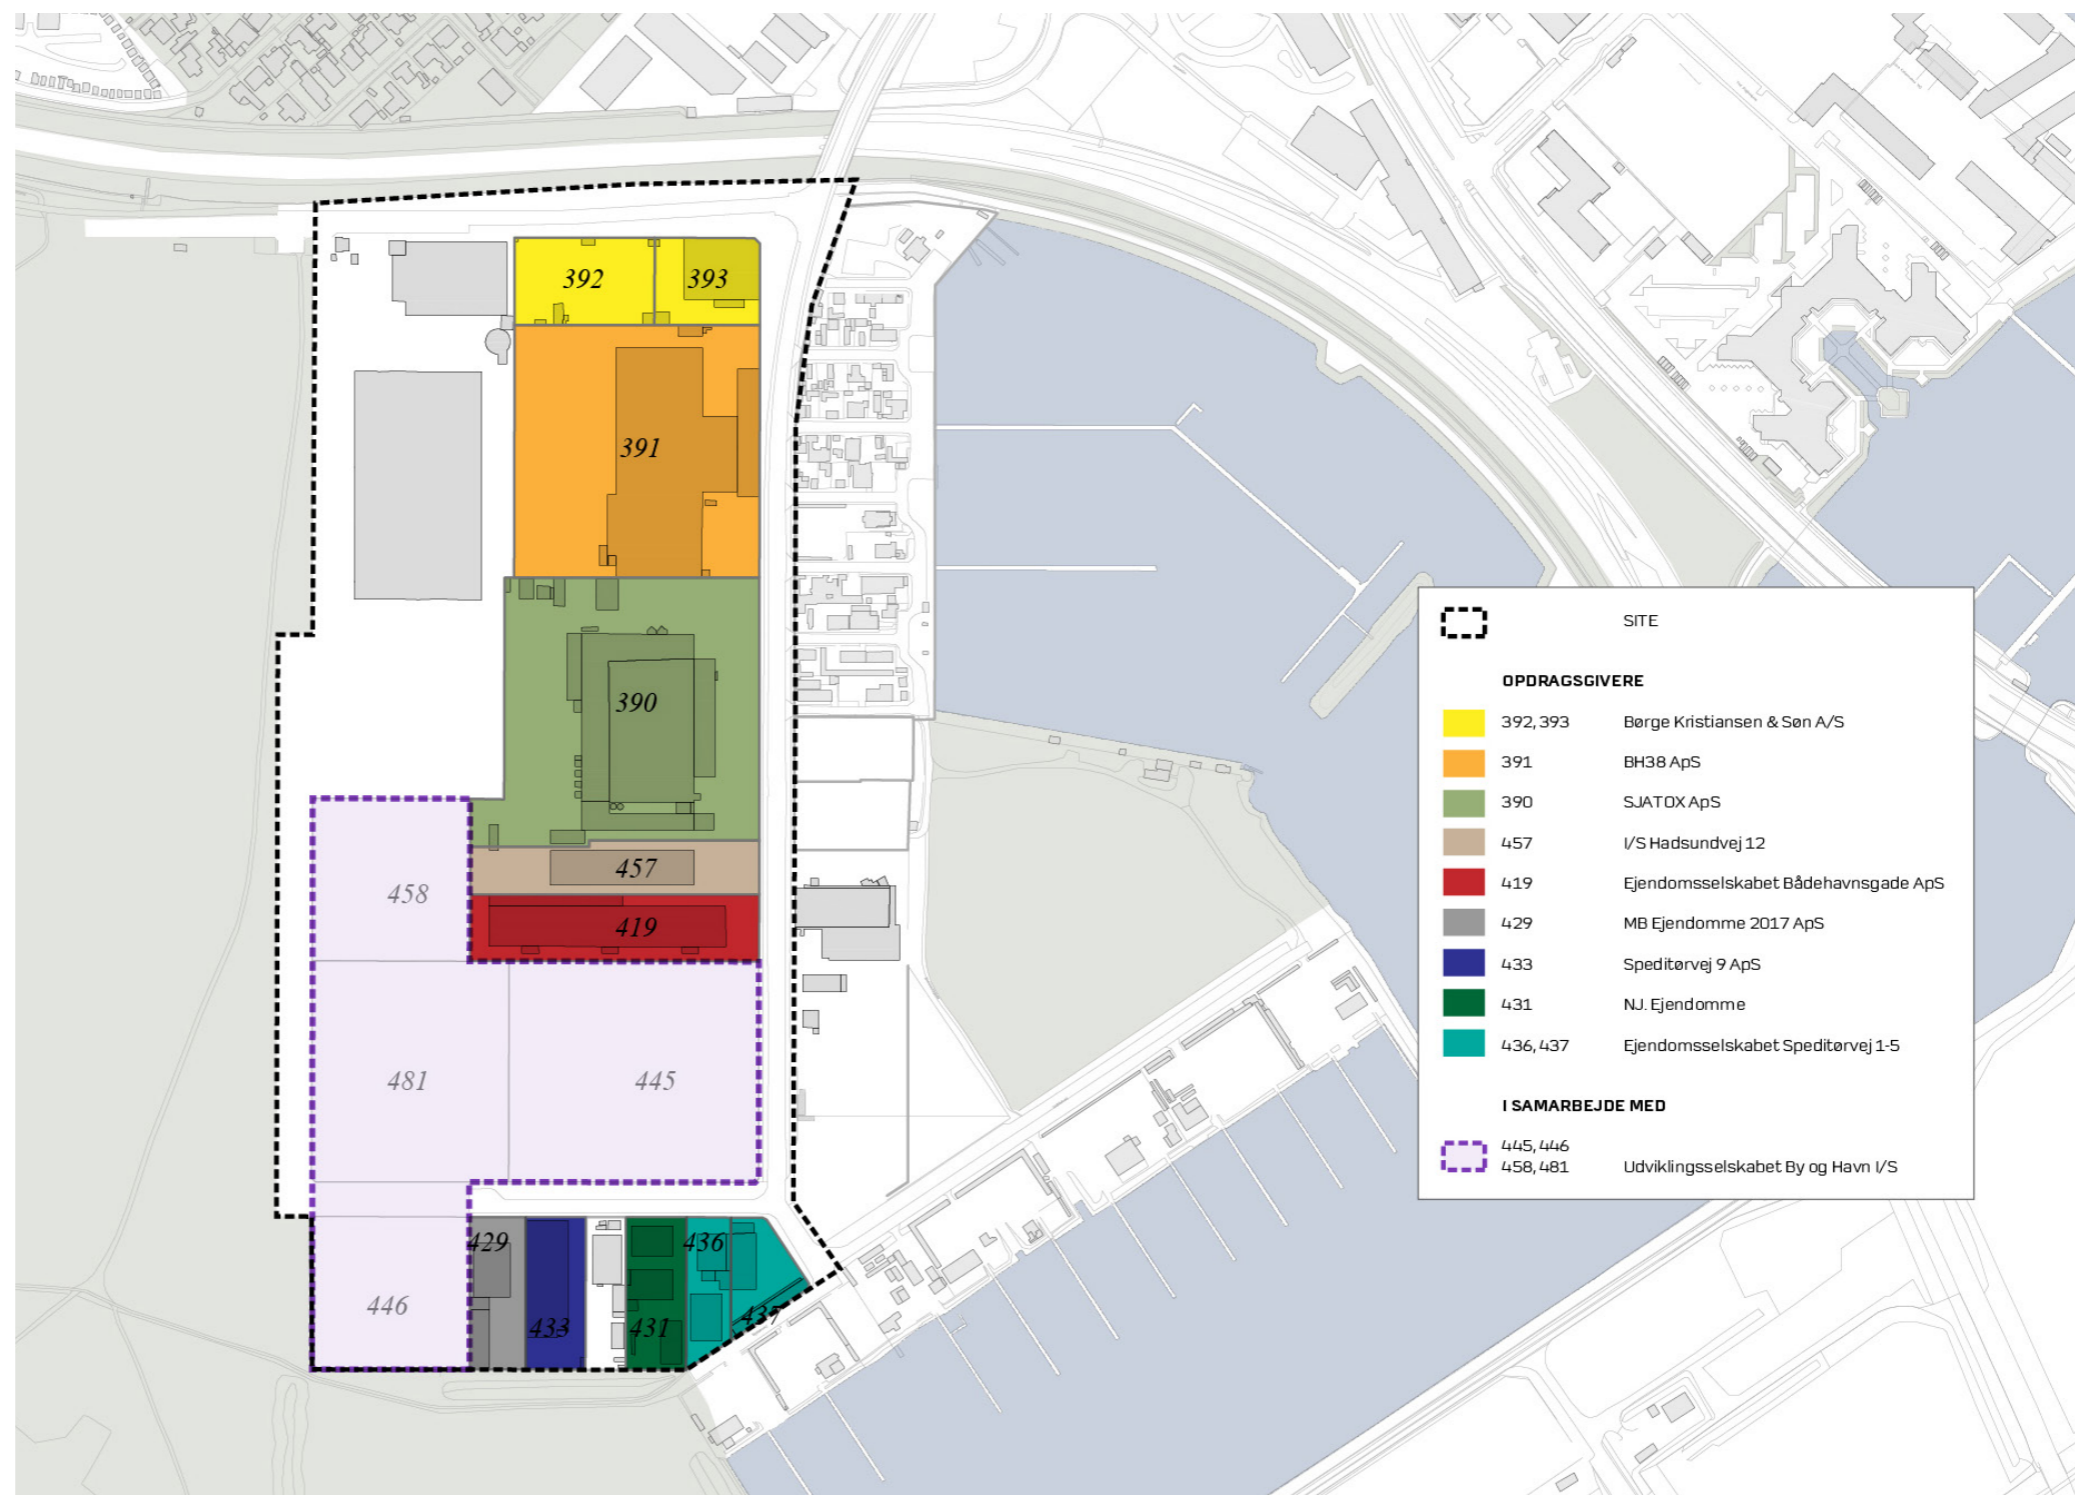 392
393
391
390
457
458
419
481
445
429
436
446
433
431
437
SITE
OPDRAGSGIVERE
392, 393 Børge Kristiansen & Søn A/S
391 BH38 ApS
390 SJATOX ApS
457 I/S Hadsundvej 12
419 Ejendomsselskabet Bådehavnsgade ApS
429 MB Ejendomme 2017 ApS
433 Speditørvej 9 ApS
431 NJ. Ejendomme
436, 437 Ejendomsselskabet Speditørvej 1-5
I SAMARBEJDE MED
445, 446
458, 481 Udviklingsselskabet By og Havn I/S